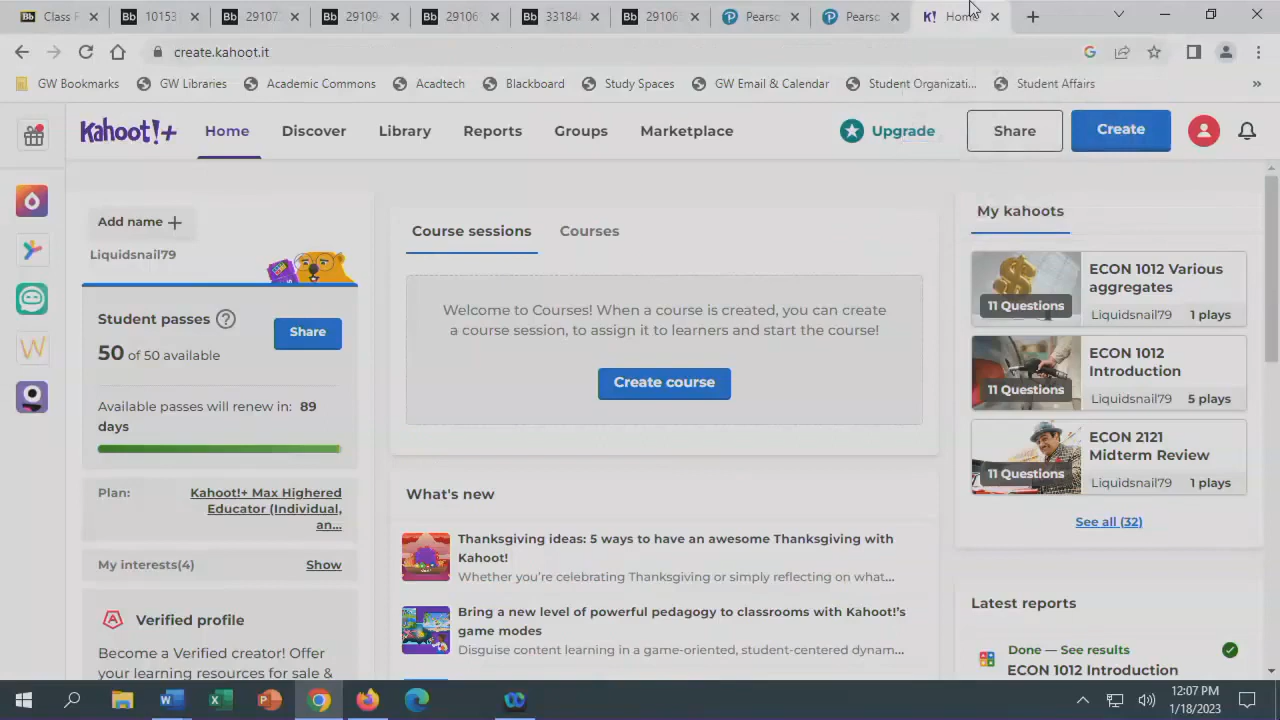 Class F
10153
29107
29109
29106
33184
29106
Pearso
Pearso
Home
create.kahoot.it
GW Bookmarks
GW Libraries
Academic Commons
Acadtech
Blackboard
Study Spaces
GW Email & Calendar
Student Organizati...
Student Affairs
»
Kahoot!+
Home
Discover
Library
Reports
Groups
Marketplace
Upgrade
Share
Create
Add name +
Liquidsnail79
Student passes ?
50 of 50 available
Share
Available passes will renew in: 89
days
Plan: Kahoot!+ Max Highered
Educator (Individual,
an...
My interests(4) Show
Verified profile
Become a Verified creator! Offer
your learning resources for sale &
Course sessions
Courses
Welcome to Courses! When a course is created, you can create
a course session, to assign it to learners and start the course!
Create course
What's new
Thanksgiving ideas: 5 ways to have an awesome Thanksgiving with
Kahoot!
Whether you're celebrating Thanksgiving or simply reflecting on what...
Bring a new level of powerful pedagogy to classrooms with Kahoot!'s
game modes
Disguise content learning in a game-oriented, student-centered dynam...
My kahoots
11 Questions
ECON 1012 Various
aggregates
Liquidsnail79 1 plays
11 Questions
ECON 1012
Introduction
Liquidsnail79 5 plays
11 Questions
ECON 2121
Midterm Review
Liquidsnail79 1 plays
See all (32)
Latest reports
Done — See results
ECON 1012 Introduction
12:07 PM
1/18/2023